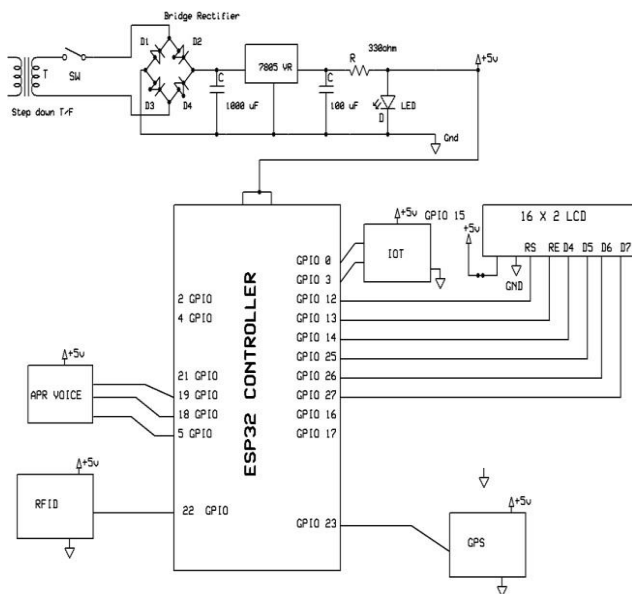 Bridge Rectifier
D1
D2
D3
D4
T
SW
Step down T/F
C
1000 uF
7805 VR
C
100 uF
R
330ohm
LED
D
+5v
Gnd
ESP32 CONTROLLER
2 GPIO
4 GPIO
21 GPIO
19 GPIO
18 GPIO
5 GPIO
22 GPIO
GPIO 0
GPIO 3
GPIO 12
GPIO 13
GPIO 14
GPIO 25
GPIO 26
GPIO 27
GPIO 16
GPIO 17
GPIO 23
+5v
IOT
GPIO 15
+5v
GND
16 X 2 LCD
RS RE D4 D5 D6 D7
+5v
APR VOICE
+5v
RFID
+5v
GPS